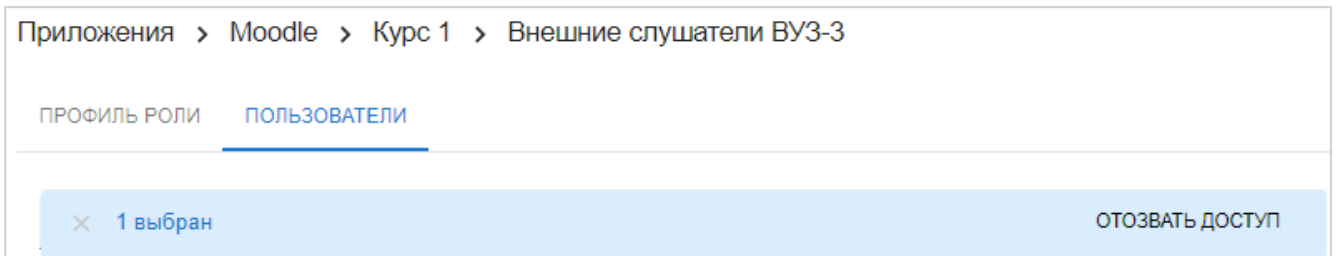 Приложения > Moodle > Курс 1 > Внешние слушатели ВУЗ-3
ПРОФИЛЬ РОЛИ ПОЛЬЗОВАТЕЛИ
× 1 выбран ОТОЗВАТЬ ДОСТУП